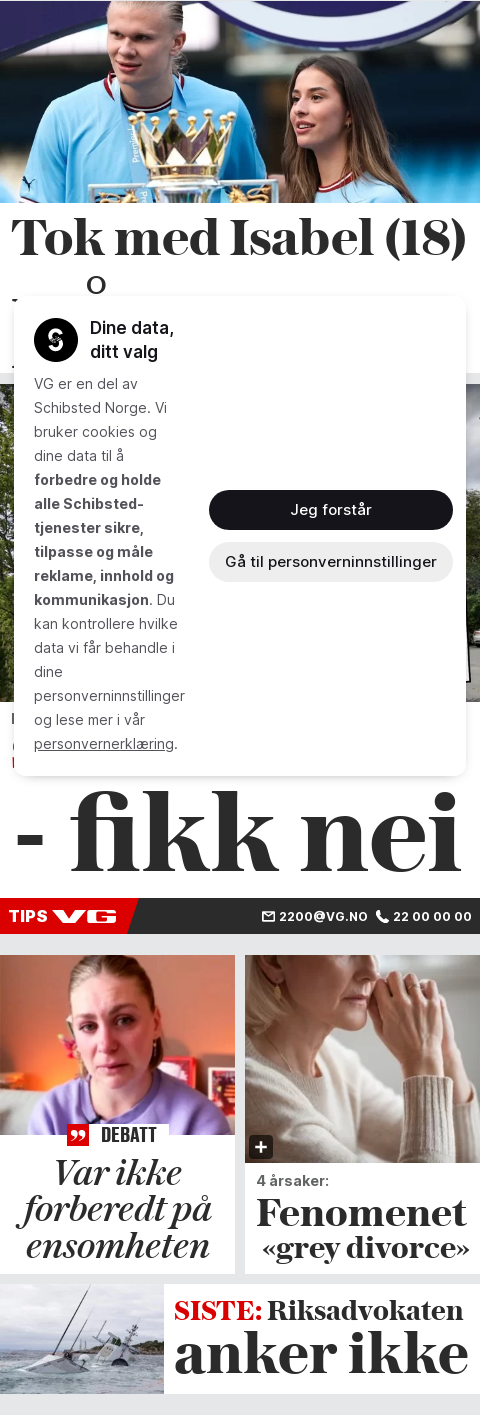 Tok med Isabel (18)
Dine data,
ditt valg
VG er en del av
Schibsted Norge. Vi
bruker cookies og
dine data til å
forbedre og holde
alle Schibsted-
tjenester sikre,
tilpasse og måle
reklame, innhold og
kommunikasjon. Du
kan kontrollere hvilke
data vi får behandle i
dine
personverninnstillinger
og lese mer i vår
personvernerklæring.
Jeg forstår
Gå til personverninnstillinger
- fikk nei
TIPS VG
2200@VG.NO 22 00 00 00
DEBATT
Var ikke
forberedt på
ensomheten
4 årsaker:
Fenomenet
«grey divorce»
SISTE: Riksadvokaten
anker ikke